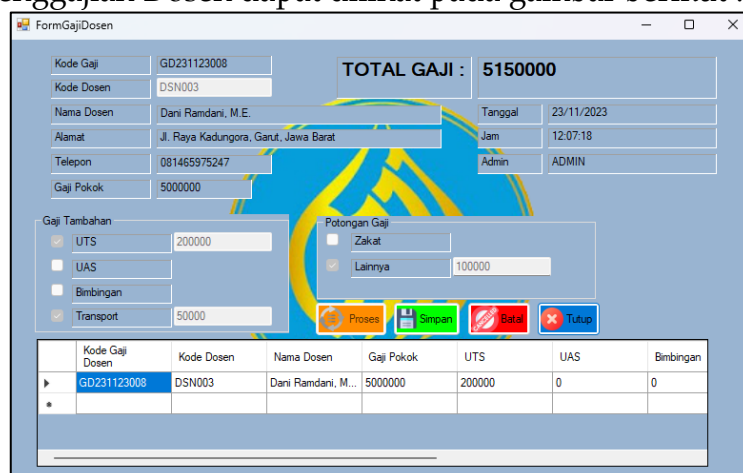 FormGajiDosen
Kode Gaji GD231123008
TOTAL GAJI : 5150000
Kode Dosen DSN003
Nama Dosen Dani Ramdani, M.E.
Tanggal 23/11/2023
Alamat Jl. Raya Kadungora, Garut, Jawa Barat
Jam 12:07:18
Telepon 081465975247
Admin ADMIN
Gaji Pokok 5000000
Gaji Tambahan
UTS 200000
UAS
Bimbingan
Transport 50000
Potongan Gaji
Zakat
Lainnya 100000
Proses Simpan Batal Tutup
Kode Gaji Dosen Kode Dosen Nama Dosen Gaji Pokok UTS UAS Bimbingan
GD231123008 DSN003 Dani Ramdani, M... 5000000 200000 0 0